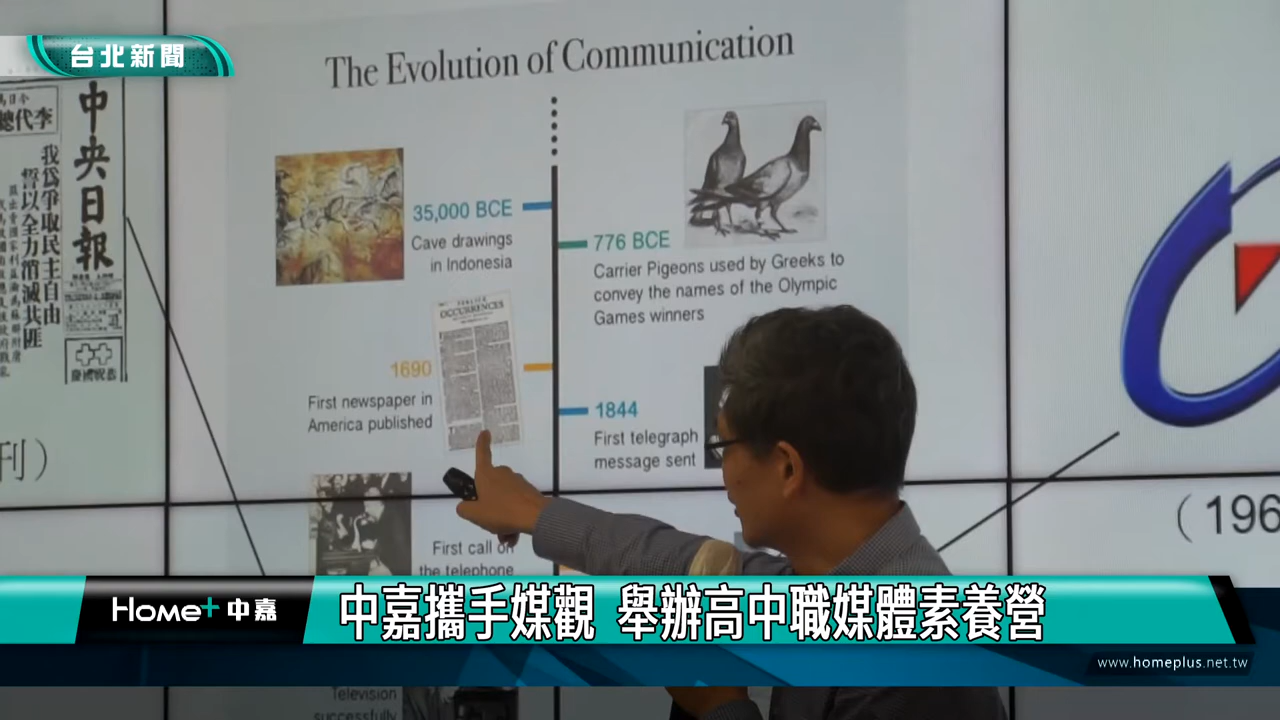 台北新聞
The Evolution of Communication
中央日報
我為爭取民主自由
誓以全力消滅共匪
刊）
35,000 BCE
Cave drawings
in Indonesia
776 BCE
Carrier Pigeons used by Greeks to
convey the names of the Olympic
Games winners
OCCURRENCES
1690
First newspaper in
America published
1844
First telegraph
message sent
First call on
the telephone
（196
Home+ 中嘉
中嘉攜手媒觀 舉辦高中職媒體素養營
www.homeplus.net.tw
Television
successfully